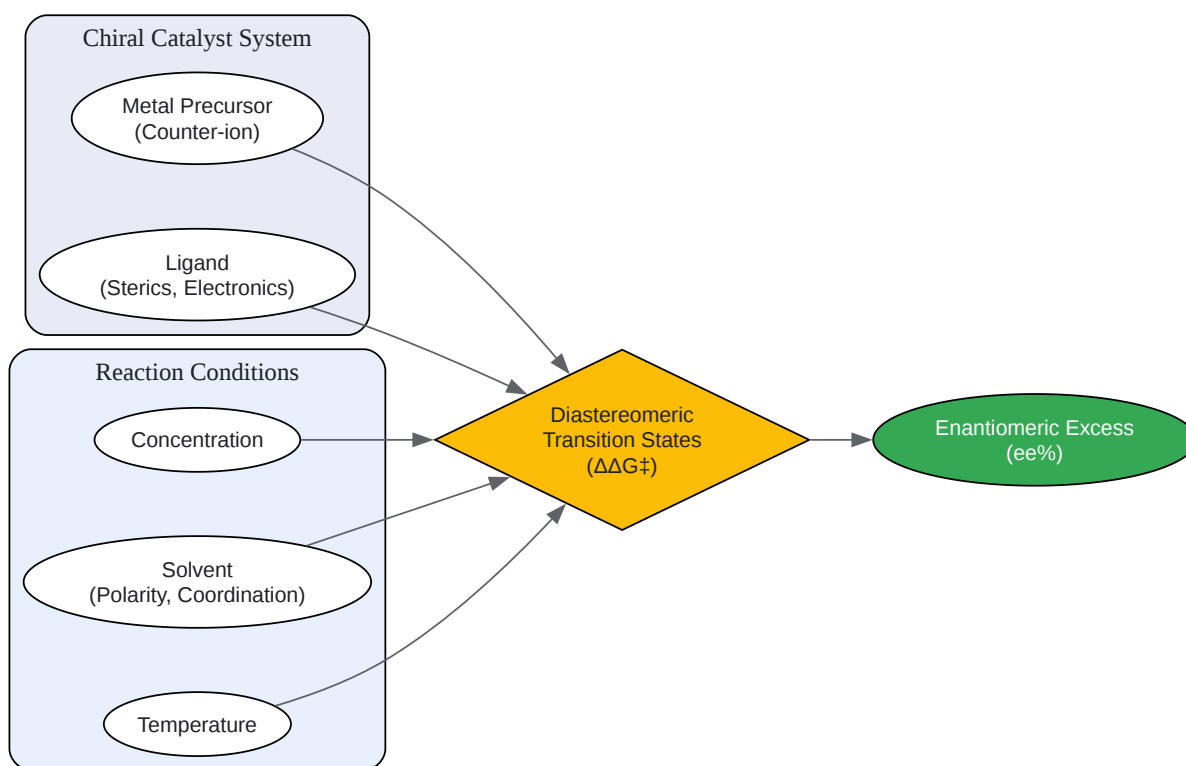 Chiral Catalyst System
Metal Precursor
(Counter-ion)
Ligand
(Sterics, Electronics)
Reaction Conditions
Concentration
Solvent
(Polarity, Coordination)
Temperature
Diastereomeric
Transition States
(ΔΔG‡)
Enantiomeric Excess
(ee%)